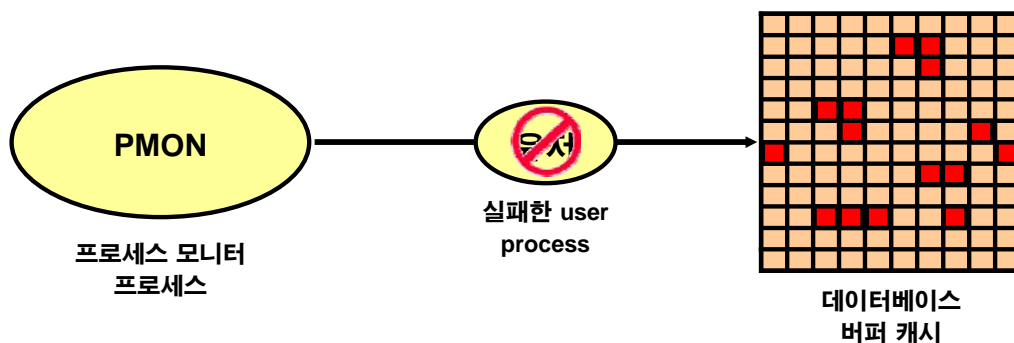 PMON
유저
실패한 user
process
프로세스 모니터
프로세스
데이터베이스
버퍼 캐시